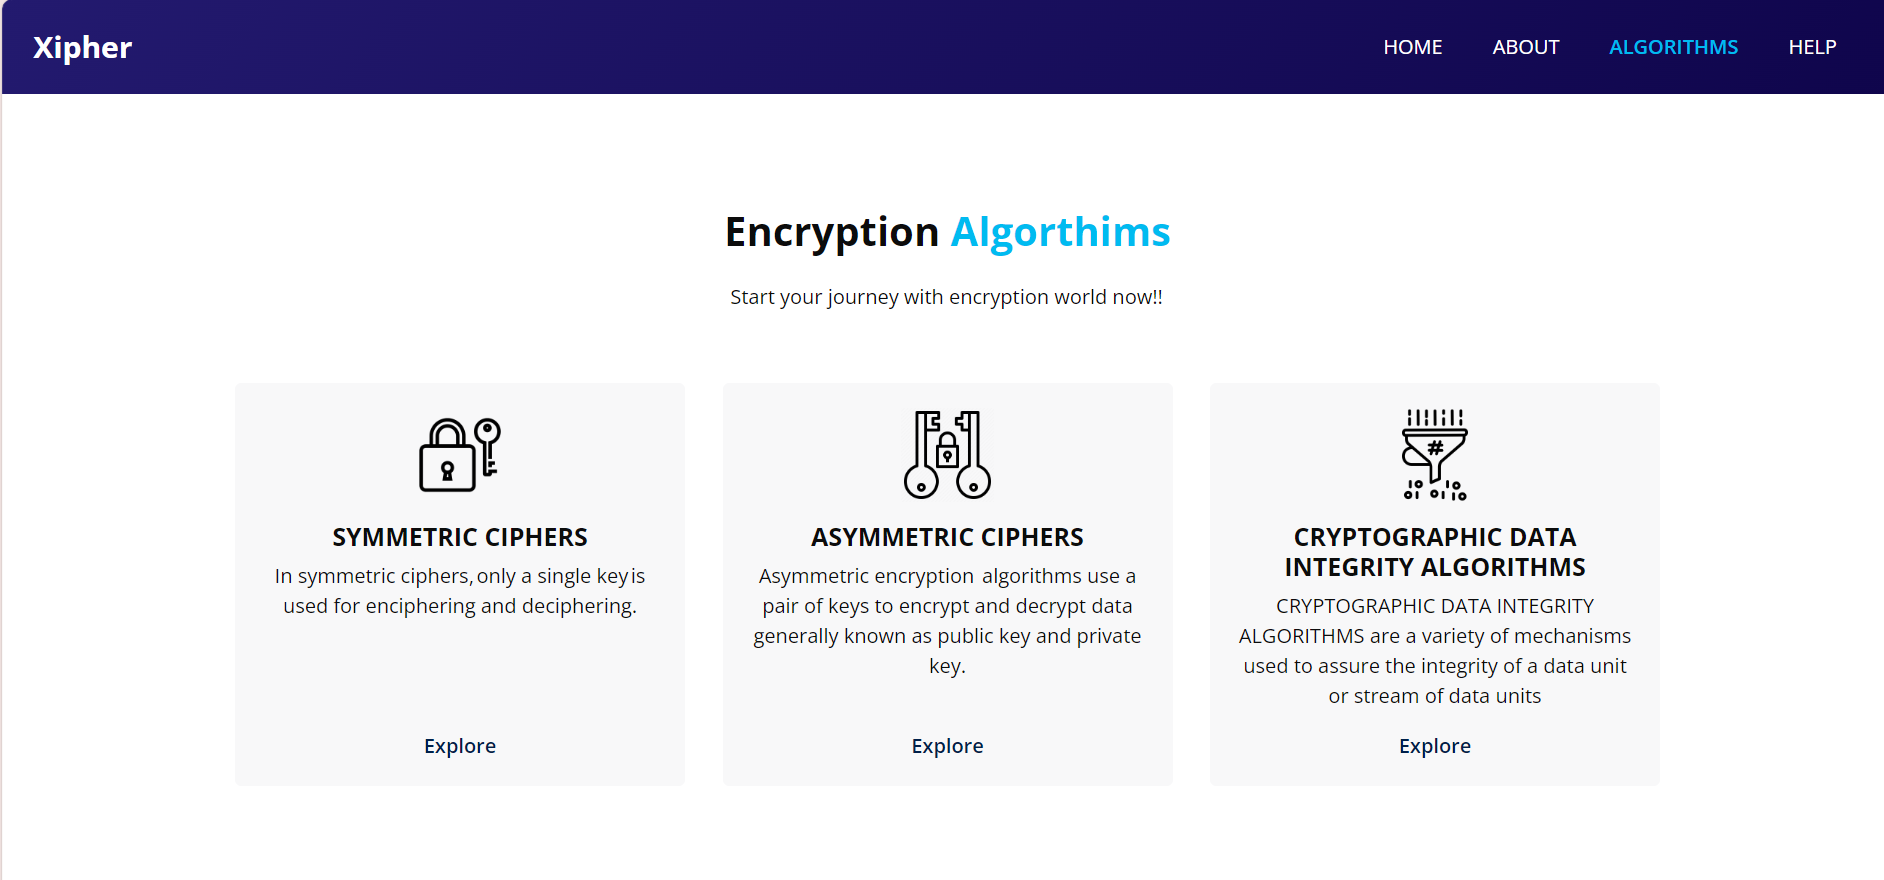 Xipher
HOME ABOUT ALGORITHMS HELP
Encryption Algorthims
Start your journey with encryption world now!!
#
SYMMETRIC CIPHERS
In symmetric ciphers, only a single key is
used for enciphering and deciphering.
Explore
ASYMMETRIC CIPHERS
Asymmetric encryption algorithms use a
pair of keys to encrypt and decrypt data
generally known as public key and private
key.
Explore
CRYPTOGRAPHIC DATA
INTEGRITY ALGORITHMS
CRYPTOGRAPHIC DATA INTEGRITY
ALGORITHMS are a variety of mechanisms
used to assure the integrity of a data unit
or stream of data units
Explore